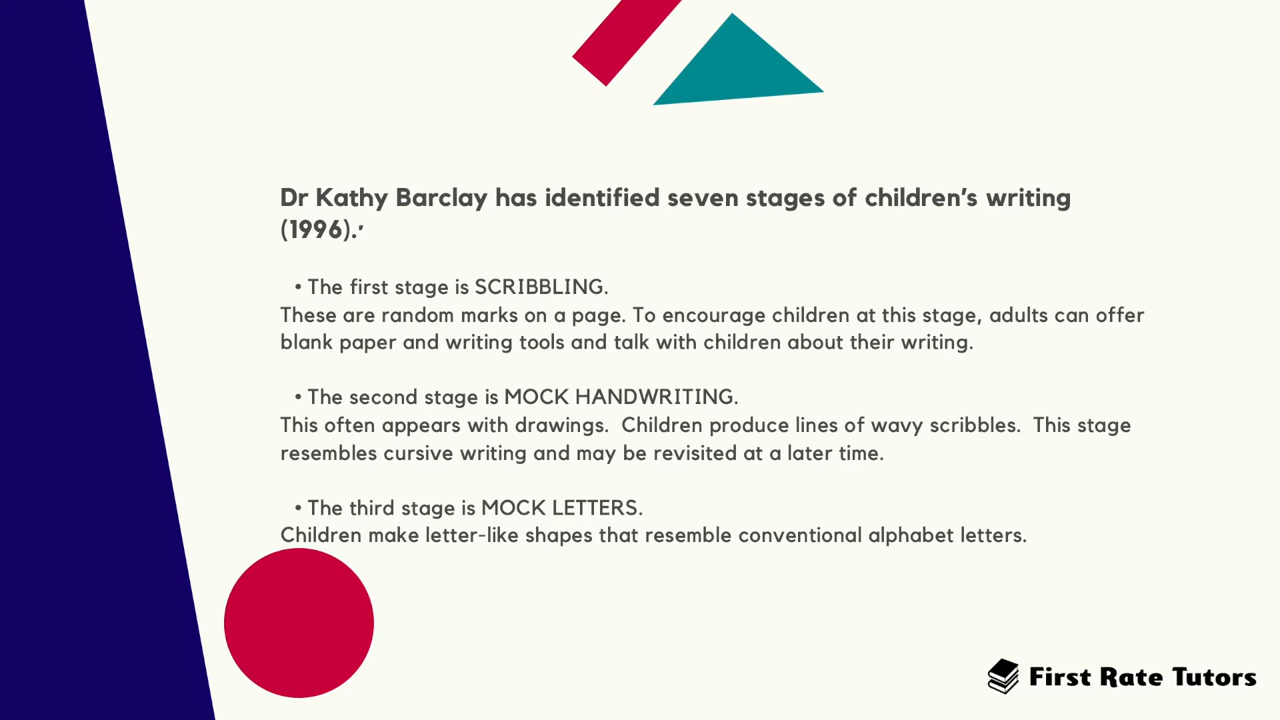 Dr Kathy Barclay has identified seven stages of children's writing
(1996).'
• The first stage is SCRIBBLING.
These are random marks on a page. To encourage children at this stage, adults can offer
blank paper and writing tools and talk with children about their writing.
• The second stage is MOCK HANDWRITING.
This often appears with drawings.  Children produce lines of wavy scribbles.  This stage
resembles cursive writing and may be revisited at a later time.
• The third stage is MOCK LETTERS.
Children make letter-like shapes that resemble conventional alphabet letters.
First Rate Tutors